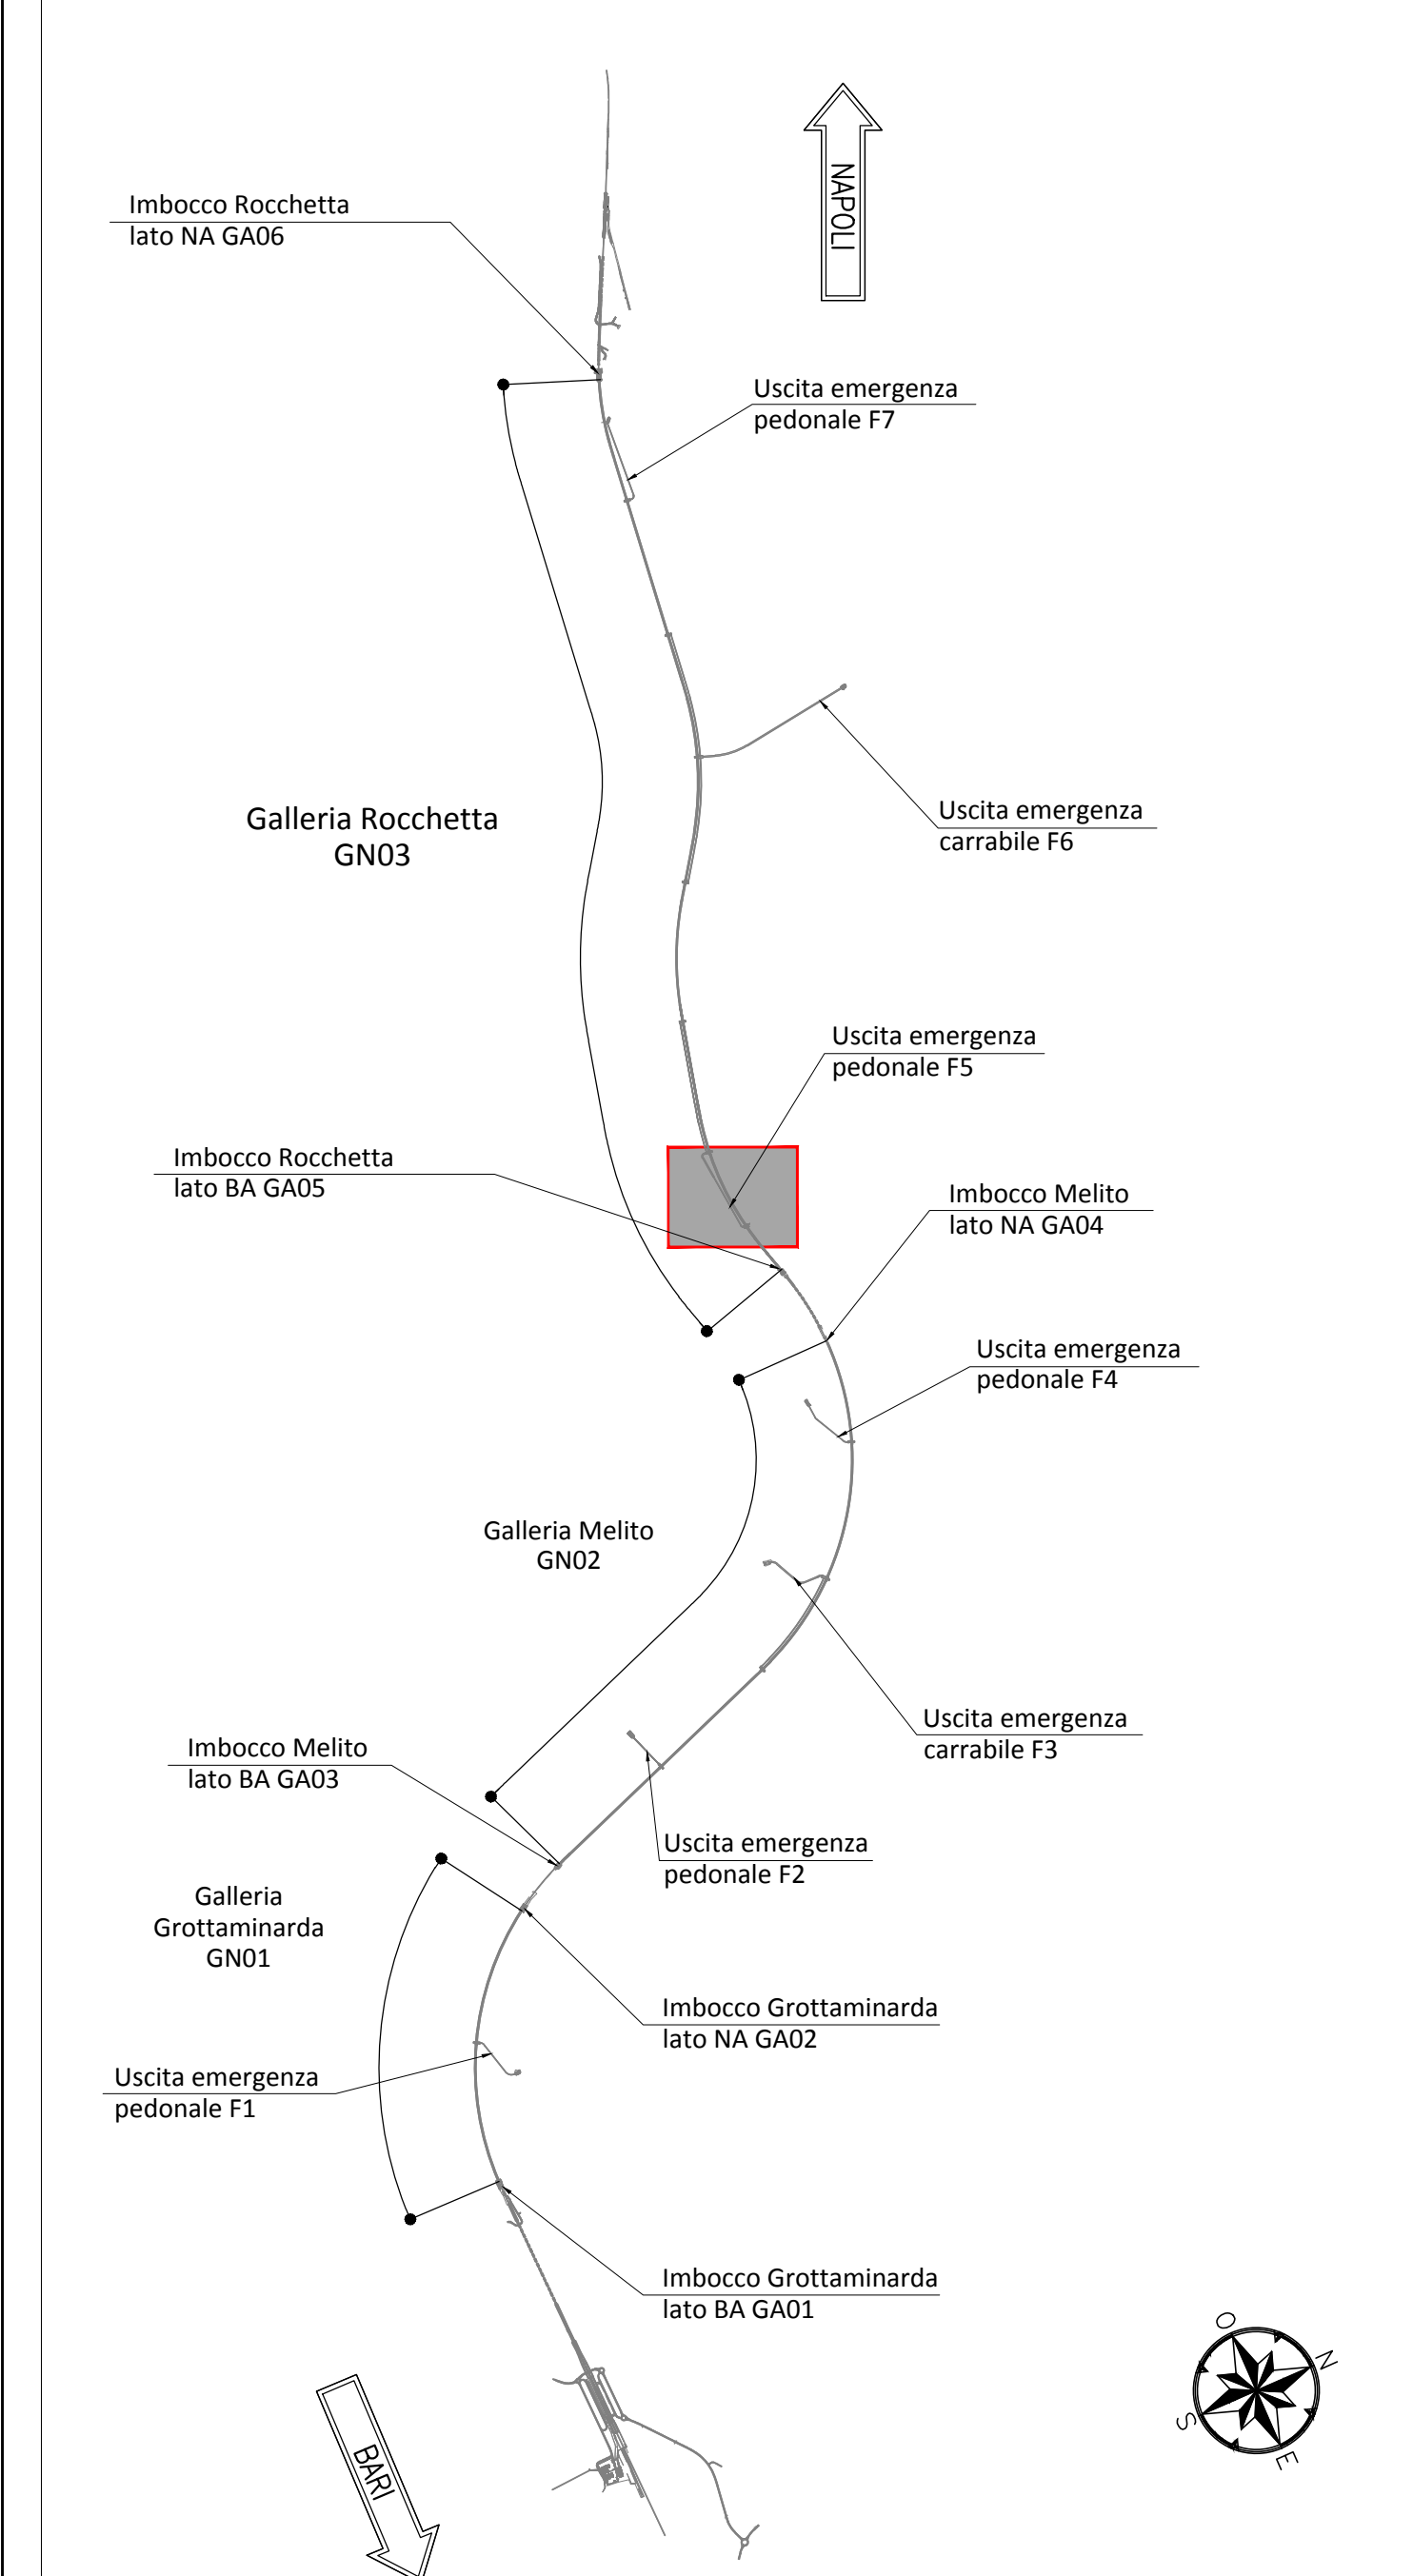 NAPOLI
Imbocco Rocchetta
lato NA GA06
Uscita emergenza
pedonale F7
Uscita emergenza
carrabile F6
Galleria Rocchetta
GN03
Uscita emergenza
pedonale F5
Imbocco Rocchetta
lato BA GA05
Imbocco Melito
lato NA GA04
Uscita emergenza
pedonale F4
Galleria Melito
GN02
Uscita emergenza
carrabile F3
Imbocco Melito
lato BA GA03
Uscita emergenza
pedonale F2
Galleria
Grottaminarda
GN01
Imbocco Grottaminarda
lato NA GA02
Uscita emergenza
pedonale F1
Imbocco Grottaminarda
lato BA GA01
O
N
S
E
BARI